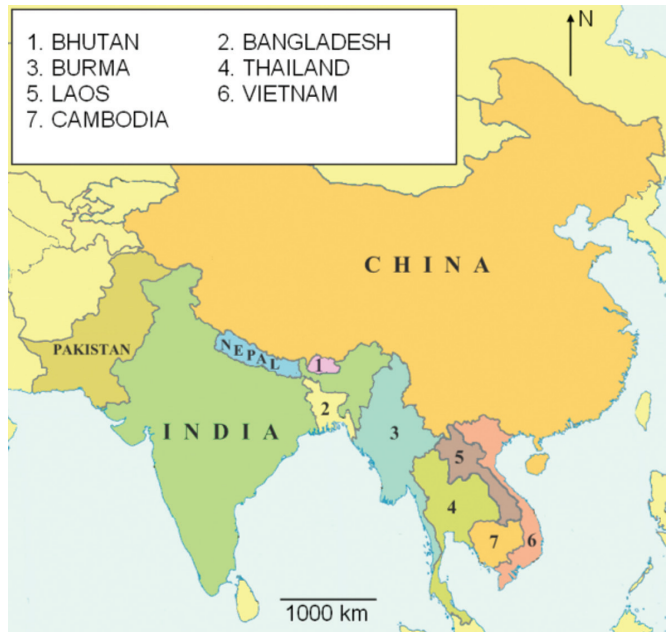 1. BHUTAN 2. BANGLADESH
3. BURMA 4. THAILAND
5. LAOS 6. VIETNAM
7. CAMBODIA
N
CHINA
PAKISTAN
NEPAL
1
INDIA
2
3
5
4
7
6
1000 km